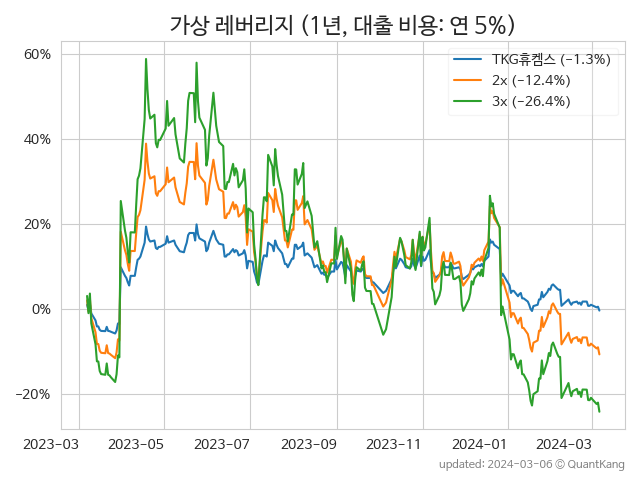 가상 레버리지 (1년, 대출 비용: 연 5%)
TKG휴켐스 (−1.3%)
2x (−12.4%)
3x (−26.4%)
60%
40%
20%
0%
−20%
2023−03 2023−05 2023−07 2023−09 2023−11 2024−01 2024−03
updated: 2024-03-06 ⓒ QuantKang